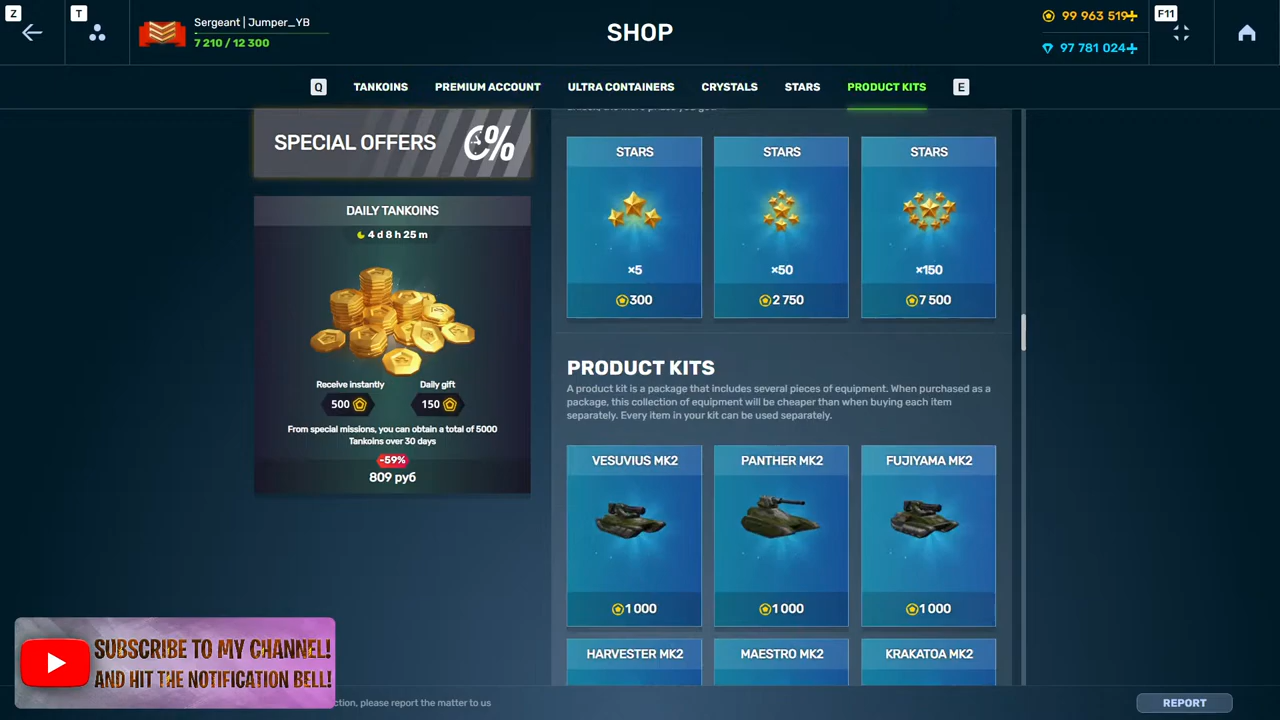 Z
T
Sergeant | Jumper_YB
7 210 / 12 300
SHOP
99 963 519+
97 781 024+
F11
Q
TANKOINS
PREMIUM ACCOUNT
ULTRA CONTAINERS
CRYSTALS
STARS
PRODUCT KITS
E
SPECIAL OFFERS
%
DAILY TANKOINS
4 d 8 h 25 m
Receive instantly
Daily gift
500
150
From special missions, you can obtain a total of 5000
Tankoins over 30 days
-59%
809 руб
STARS
STARS
STARS
×5
×50
×150
300
2 750
7 500
PRODUCT KITS
A product kit is a package that includes several pieces of equipment. When purchased as a
package, this collection of equipment will be cheaper than when buying each item
separately. Every item in your kit can be used separately.
VESUVIUS MK2
PANTHER MK2
FUJIYAMA MK2
1 000
1 000
1 000
HARVESTER MK2
MAESTRO MK2
KRAKATOA MK2
SUBSCRIBE TO MY CHANNEL!
AND HIT THE NOTIFICATION BELL!
please report the matter to us
REPORT